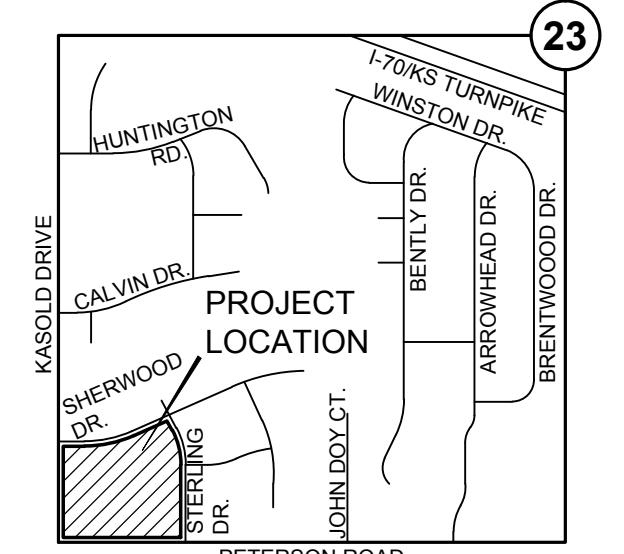 23
I-70/KS TURNPIKE
WINSTON DR.
HUNTINGTON
RD.
KASOLD DRIVE
BENTLY DR.
ARROWHEAD DR.
BRENTWOOOD DR.
CALVIN DR.
PROJECT
LOCATION
SHERWOOD
DR.
STERLING
DR.
JOHN DOY CT.
PETERSON ROAD